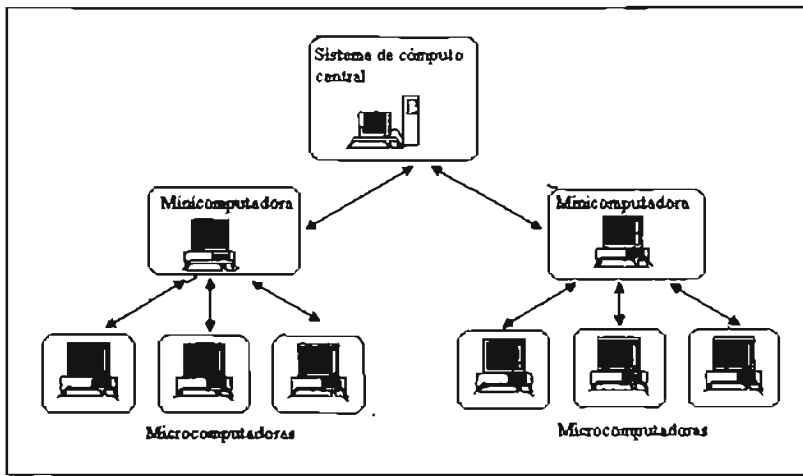 Sistema de cómputo
central
Minicomputadora
Minicomputadora
Microcomputadoras
Microcomputadoras